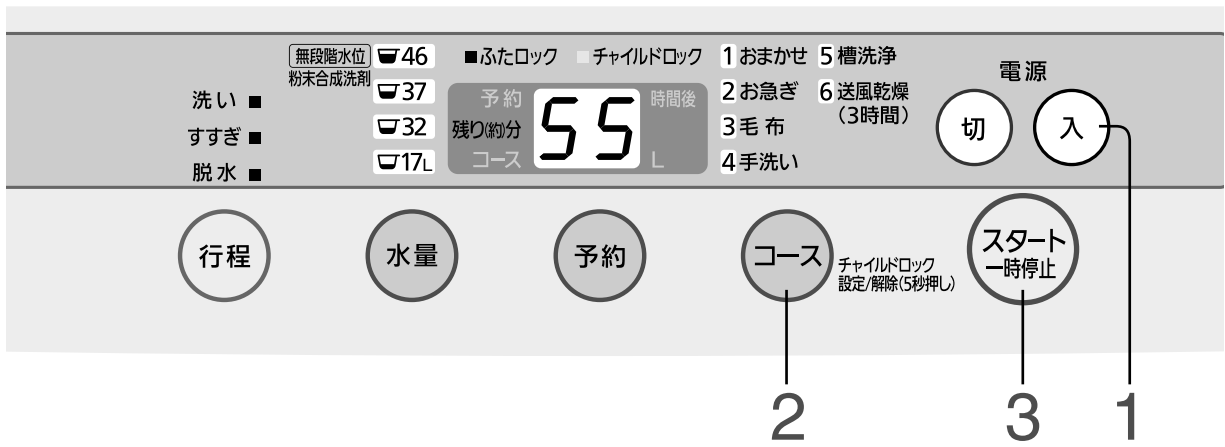 無段階水位
粉末合成洗剤
46
37
32
17L
洗い
すすぎ
脱水
■ふたロック ■チャイルドロック
予約 時間後
残り(約)分
コース L
55
1 おまかせ
2 お急ぎ
3 毛布
4 手洗い
5 槽洗浄
6 送風乾燥
(3時間)
電源
切
入
行程
水量
予約
コース
チャイルドロック
設定/解除(5秒押し)
スタート
一時停止
2
3
1